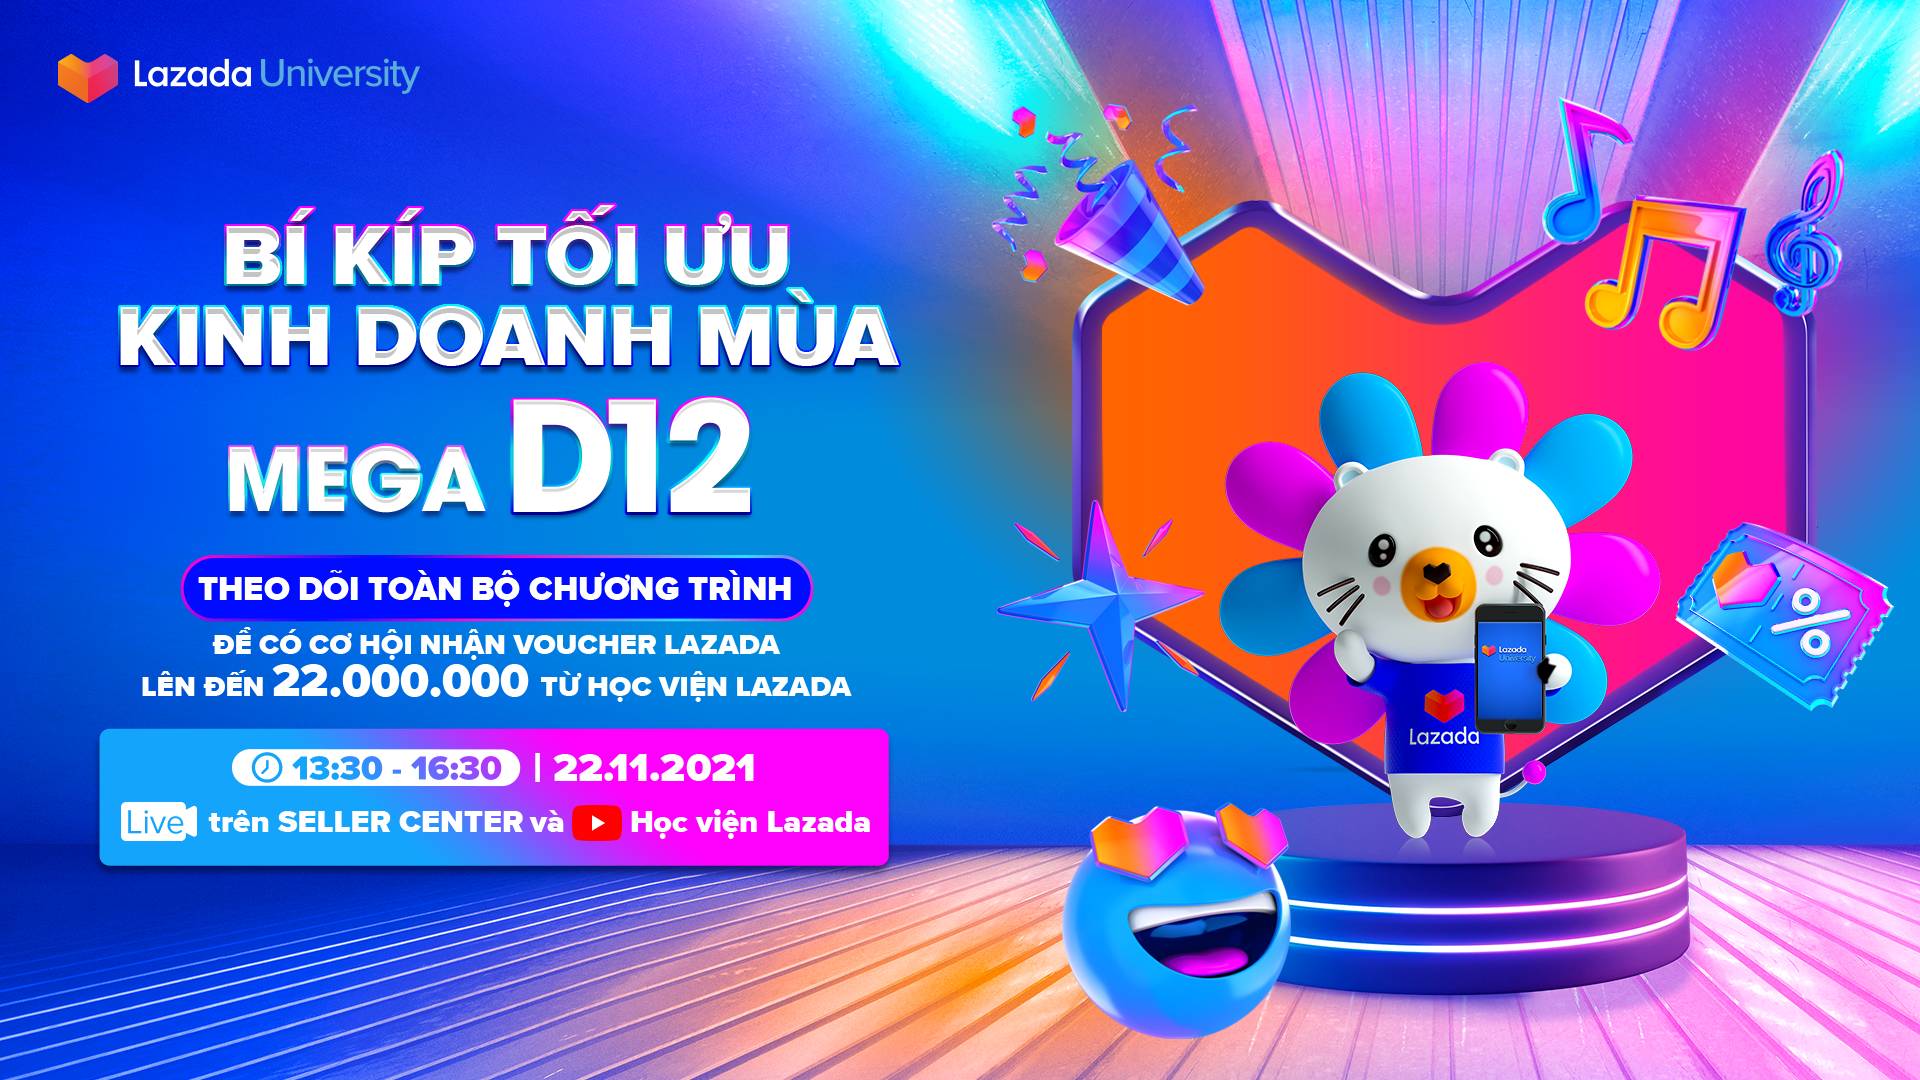 Lazada University
BÍ KÍP TỐI ƯU
KINH DOANH MÙA
MEGA D12
THEO DÕI TOÀN BỘ CHƯƠNG TRÌNH
ĐỂ CÓ CƠ HỘI NHẬN VOUCHER LAZADA
LÊN ĐẾN 22.000.000 TỪ HỌC VIỆN LAZADA
13:30 - 16:30 | 22.11.2021
Live trên SELLER CENTER và Học viện Lazada
%
Lazada
University
Lazada